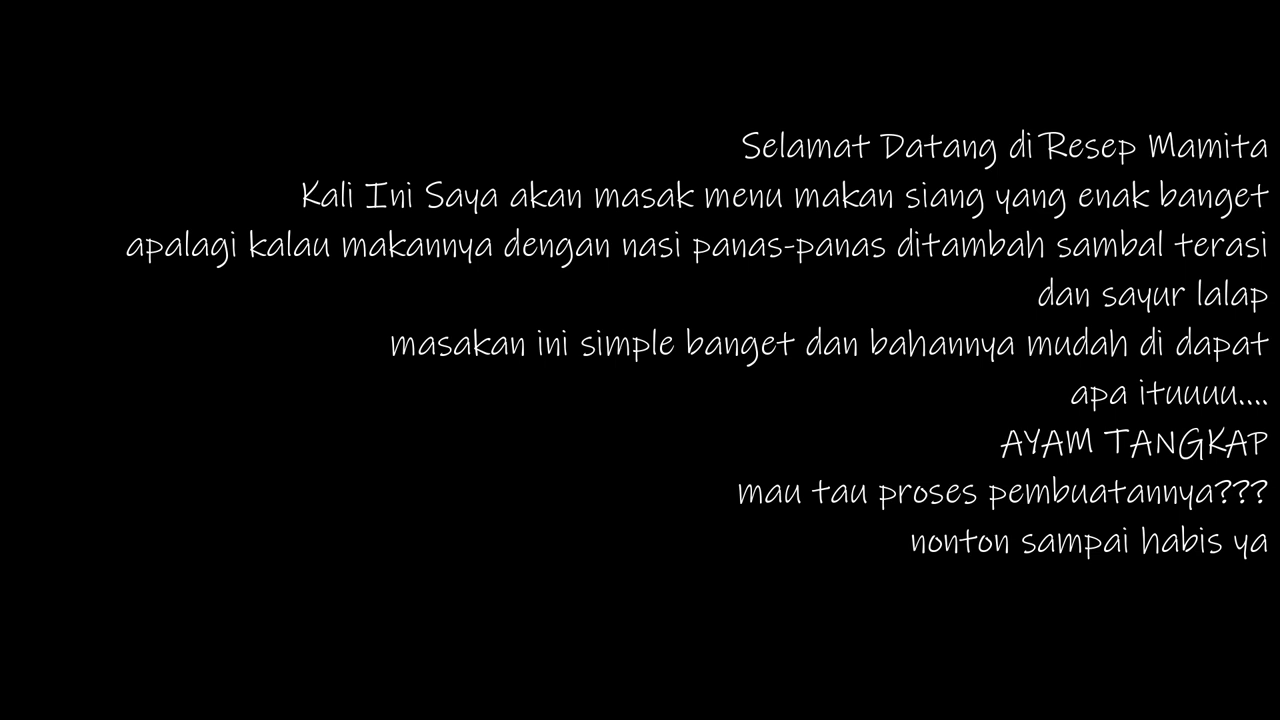 Selamat Datang di Resep Mamita
Kali Ini Saya akan masak menu makan siang yang enak banget
apalagi kalau makannya dengan nasi panas-panas ditambah sambal terasi
dan sayur lalap
masakan ini simple banget dan bahannya mudah di dapat
apa ituuuu....
AYAM TANGKAP
mau tau proses pembuatannya???
nonton sampai habis ya